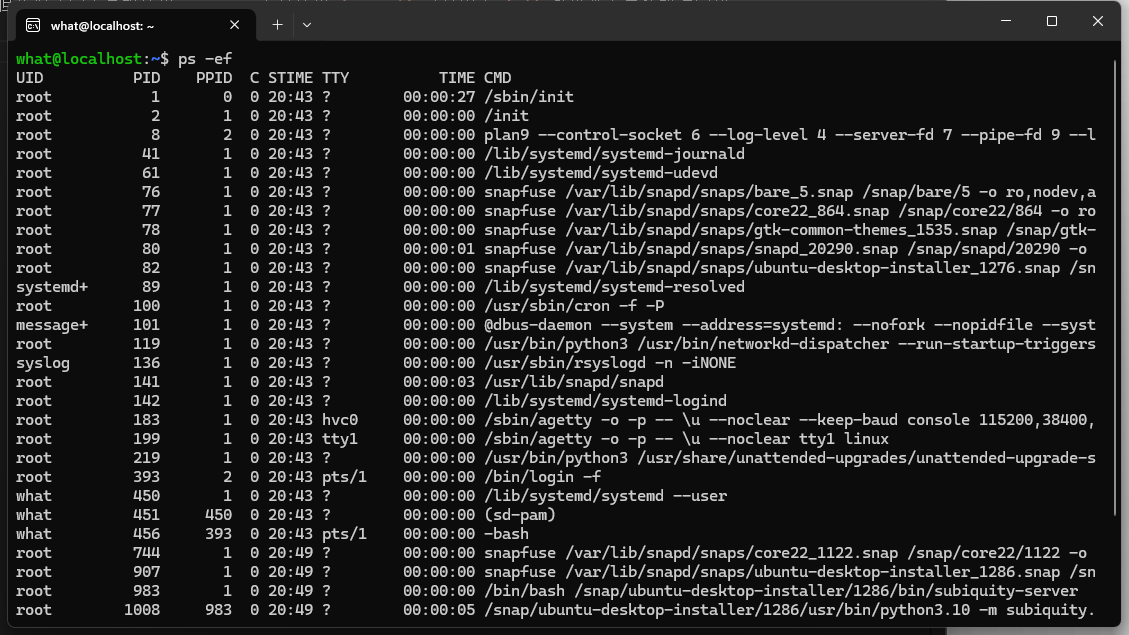 what@localhost: ~
what@localhost:~$ ps -ef
UID          PID    PPID  C STIME TTY          TIME CMD
root           1       0  0 20:43 ?        00:00:27 /sbin/init
root           2       1  0 20:43 ?        00:00:00 /init
root           8       2  0 20:43 ?        00:00:00 plan9 --control-socket 6 --log-level 4 --server-fd 7 --pipe-fd 9 --l
root          41       1  0 20:43 ?        00:00:00 /lib/systemd/systemd-journald
root          61       1  0 20:43 ?        00:00:00 /lib/systemd/systemd-udevd
root          76       1  0 20:43 ?        00:00:00 snapfuse /var/lib/snapd/snaps/bare_5.snap /snap/bare/5 -o ro,nodev,a
root          77       1  0 20:43 ?        00:00:00 snapfuse /var/lib/snapd/snaps/core22_864.snap /snap/core22/864 -o ro
root          78       1  0 20:43 ?        00:00:00 snapfuse /var/lib/snapd/snaps/gtk-common-themes_1535.snap /snap/gtk-
root          80       1  0 20:43 ?        00:00:01 snapfuse /var/lib/snapd/snaps/snapd_20290.snap /snap/snapd/20290 -o
root          82       1  0 20:43 ?        00:00:00 snapfuse /var/lib/snapd/snaps/ubuntu-desktop-installer_1276.snap /sn
systemd+      89       1  0 20:43 ?        00:00:00 /lib/systemd/systemd-resolved
root         100       1  0 20:43 ?        00:00:00 /usr/sbin/cron -f -P
message+     101       1  0 20:43 ?        00:00:00 @dbus-daemon --system --address=systemd: --nofork --nopidfile --syst
root         119       1  0 20:43 ?        00:00:00 /usr/bin/python3 /usr/bin/networkd-dispatcher --run-startup-triggers
syslog       136       1  0 20:43 ?        00:00:00 /usr/sbin/rsyslogd -n -iNONE
root         141       1  0 20:43 ?        00:00:03 /usr/lib/snapd/snapd
root         142       1  0 20:43 ?        00:00:00 /lib/systemd/systemd-logind
root         183       1  0 20:43 hvc0     00:00:00 /sbin/agetty -o -p -- \u --noclear --keep-baud console 115200,38400,
root         199       1  0 20:43 tty1     00:00:00 /sbin/agetty -o -p -- \u --noclear tty1 linux
root         219       1  0 20:43 ?        00:00:00 /usr/bin/python3 /usr/share/unattended-upgrades/unattended-upgrade-s
root         393       2  0 20:43 pts/1    00:00:00 /bin/login -f
what         450       1  0 20:43 ?        00:00:00 /lib/systemd/systemd --user
what         451     450  0 20:43 ?        00:00:00 (sd-pam)
what         456     393  0 20:43 pts/1    00:00:00 -bash
root         744       1  0 20:49 ?        00:00:00 snapfuse /var/lib/snapd/snaps/core22_1122.snap /snap/core22/1122 -o
root         907       1  0 20:49 ?        00:00:00 snapfuse /var/lib/snapd/snaps/ubuntu-desktop-installer_1286.snap /sn
root         983       1  0 20:49 ?        00:00:00 /bin/bash /snap/ubuntu-desktop-installer/1286/bin/subiquity-server
root        1008     983  0 20:49 ?        00:00:05 /snap/ubuntu-desktop-installer/1286/usr/bin/python3.10 -m subiquity.